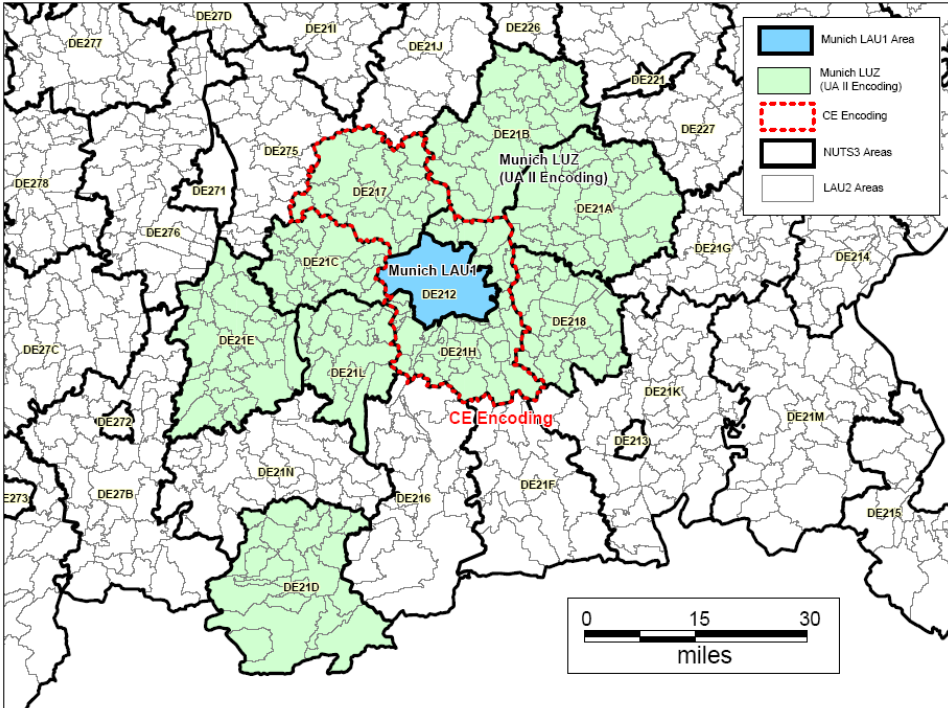 DE27D
DE277
DE21I
DE21J
DE226
DE221
DE227
DE21B
DE275
Munich LUZ
(UA II Encoding)
DE278
DE271
DE217
DE21A
DE276
DE21G
DE214
DE21C
Munich LAU1
DE212
DE218
DE27C
DE21E
DE21H
DE21L
DE21K
DE21M
CE Encoding
DE272
DE213
DE21N
DE216
DE21F
E273
DE27B
DE215
DE21D
Munich LAU1 Area
Munich LUZ
(UA II Encoding)
CE Encoding
NUTS3 Areas
LAU2 Areas
0 15 30
miles